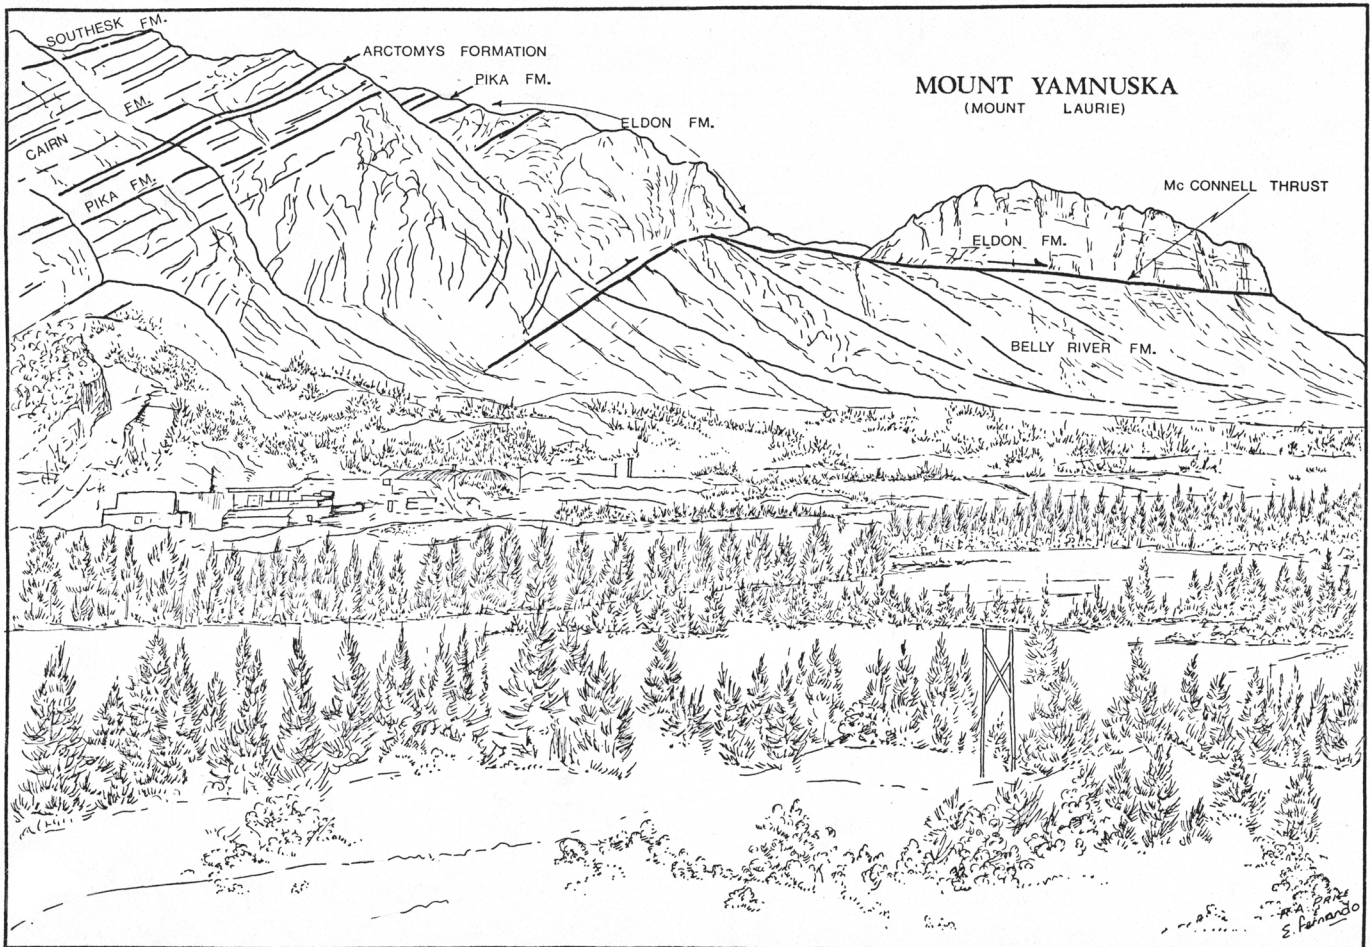 SOUTHESK FM.
ARCTOMYS FORMATION
PIKA FM.
MOUNT YAMNUSKA
(MOUNT LAURIE)
CAIRN FM.
ELDON FM.
PIKA FM.
Mc CONNELL THRUST
ELDON FM.
BELLY RIVER FM.
R.A. PRICE
E. Fernando